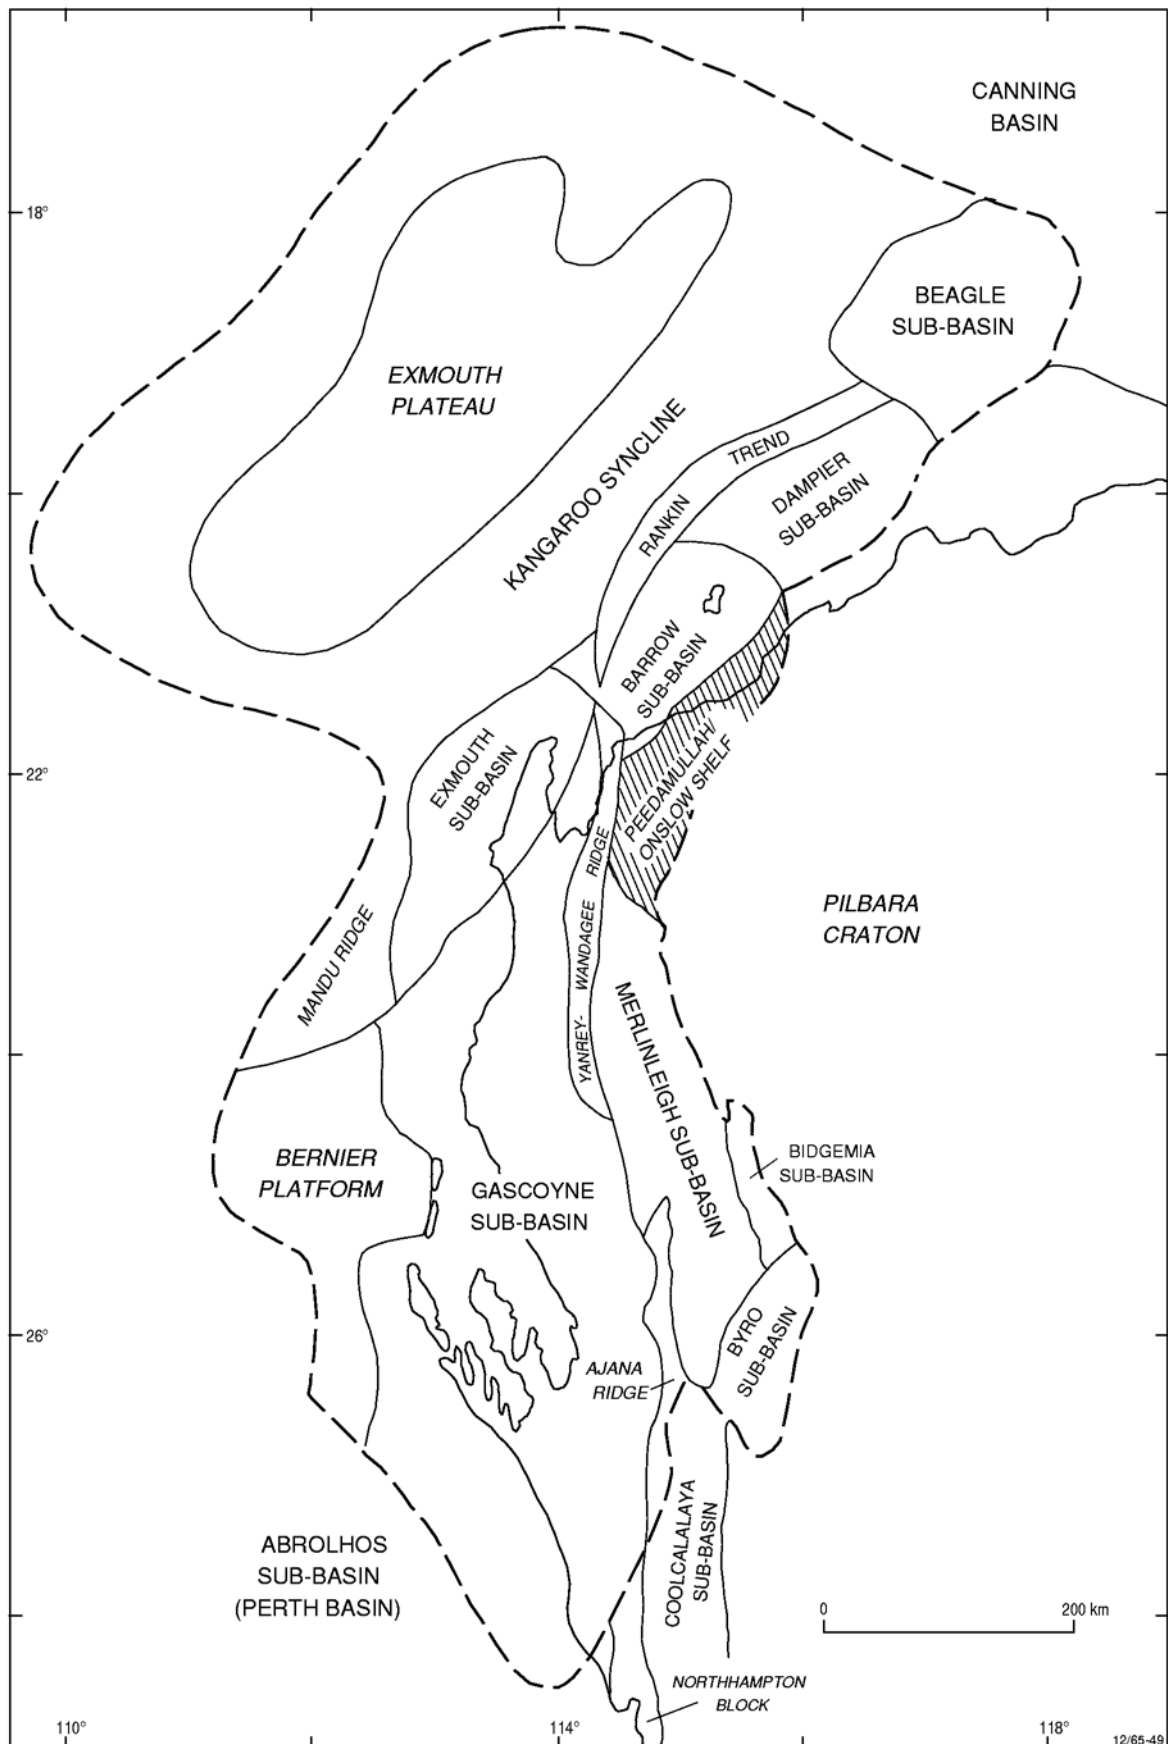 CANNING
BASIN
18°
BEAGLE
SUB-BASIN
EXMOUTH
PLATEAU
KANGAROO SYNCLINE
RANKIN
TREND
DAMPIER
SUB-BASIN
BARROW
SUB-BASIN
22°
EXMOUTH
SUB-BASIN
PEEDAMULLAH/
ONSLOW SHELF
YANREY- WANDAGEE RIDGE
MANDU RIDGE
PILBARA
CRATON
MERLINLEIGH SUB-BASIN
BIDGEMIA
SUB-BASIN
BERNIER
PLATFORM
GASCOYNE
SUB-BASIN
26°
BYRO
SUB-BASIN
AJANA
RIDGE
COOLCALALAYA
SUB-BASIN
ABROLHOS
SUB-BASIN
(PERTH BASIN)
0 200 km
NORTHHAMPTON
BLOCK
110° 114° 118°
12/65-49